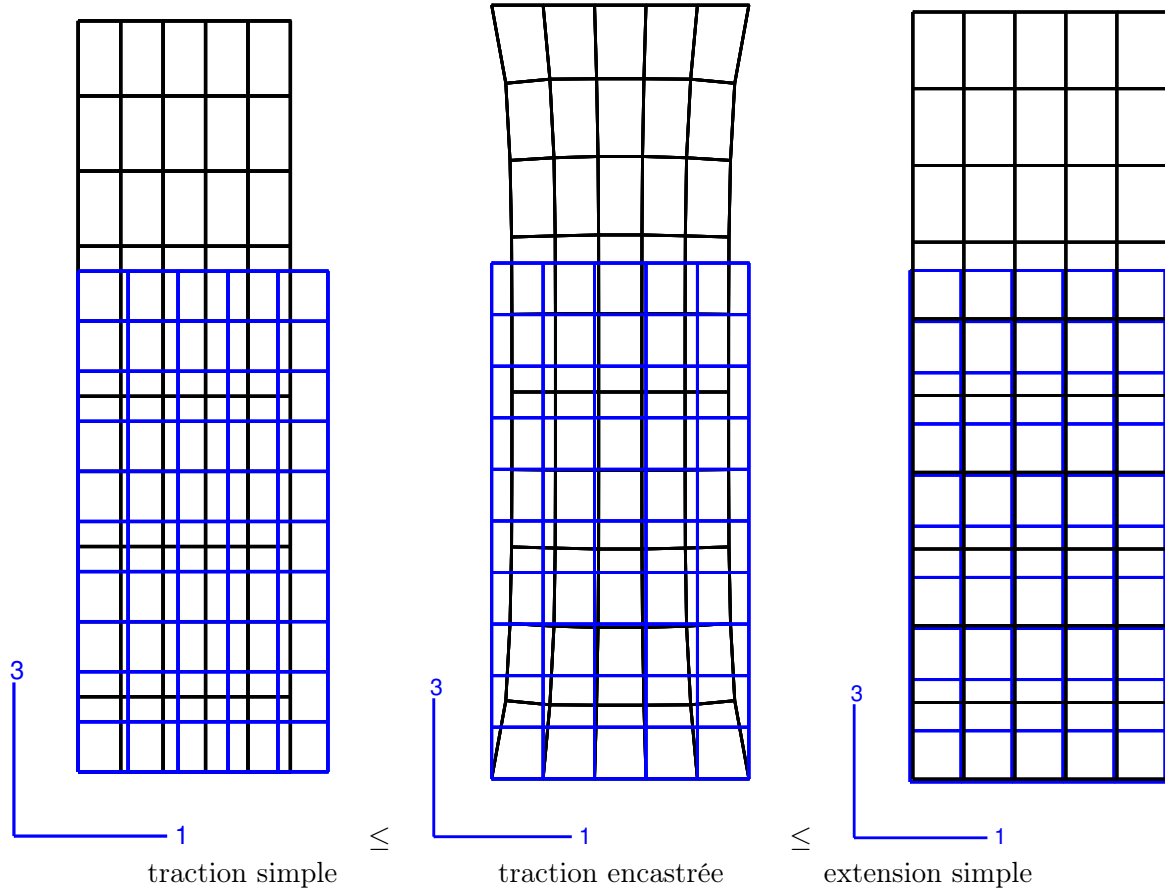 3
3
3
1
≤
1
≤
1
traction simple
traction encastrée
extension simple